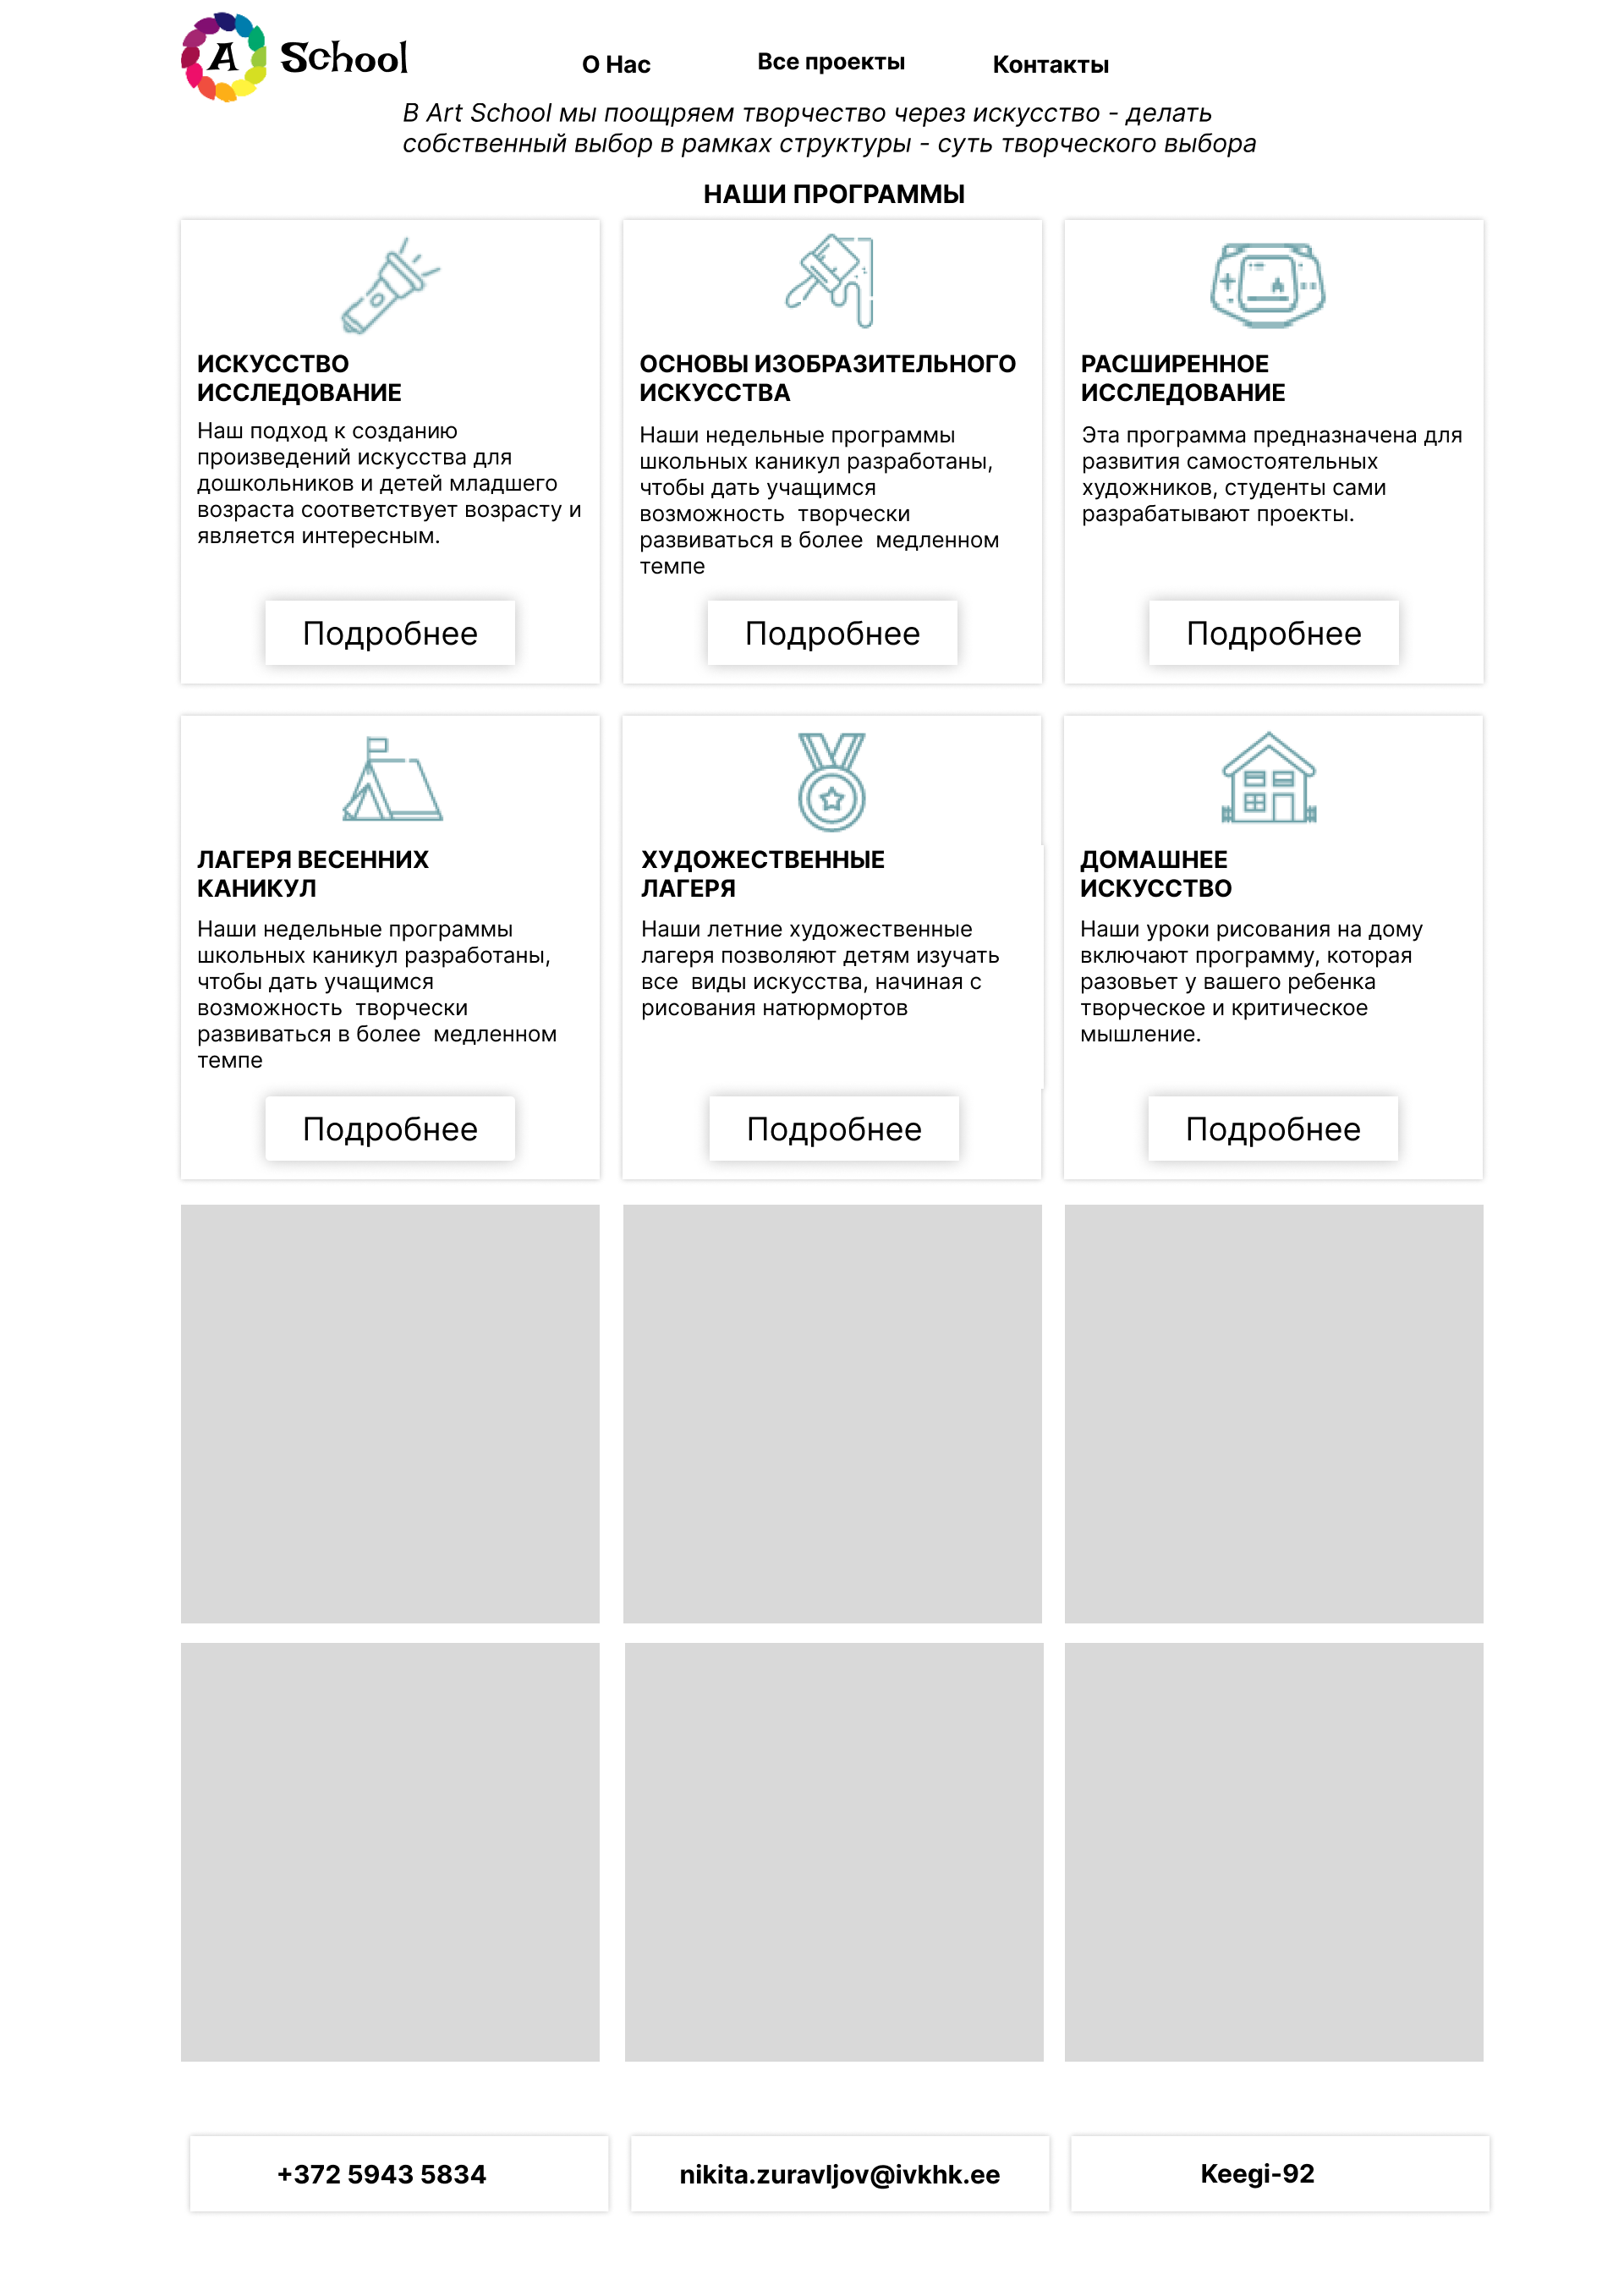 A School
О Нас
Все проекты
Контакты
В Art School мы поощряем творчество через искусство - делать
собственный выбор в рамках структуры - суть творческого выбора
НАШИ ПРОГРАММЫ
ИСКУССТВО
ИССЛЕДОВАНИЕ
Наш подход к созданию
произведений искусства для
дошкольников и детей младшего
возраста соответствует возрасту и
является интересным.
Подробнее
ОСНОВЫ ИЗОБРАЗИТЕЛЬНОГО
ИСКУССТВА
Наши недельные программы
школьных каникул разработаны,
чтобы дать учащимся
возможность  творчески
развиваться в более  медленном
темпе
Подробнее
РАСШИРЕННОЕ
ИССЛЕДОВАНИЕ
Эта программа предназначена для
развития самостоятельных
художников, студенты сами
разрабатывают проекты.
Подробнее
ЛАГЕРЯ ВЕСЕННИХ
КАНИКУЛ
Наши недельные программы
школьных каникул разработаны,
чтобы дать учащимся
возможность  творчески
развиваться в более  медленном
темпе
Подробнее
ХУДОЖЕСТВЕННЫЕ
ЛАГЕРЯ
Наши летние художественные
лагеря позволяют детям изучать
все  виды искусства, начиная с
рисования натюрмортов
Подробнее
ДОМАШНЕЕ
ИСКУССТВО
Наши уроки рисования на дому
включают программу, которая
разовьет у вашего ребенка
творческое и критическое
мышление.
Подробнее
+372 5943 5834
nikita.zuravljov@ivkhk.ee
Keegi-92